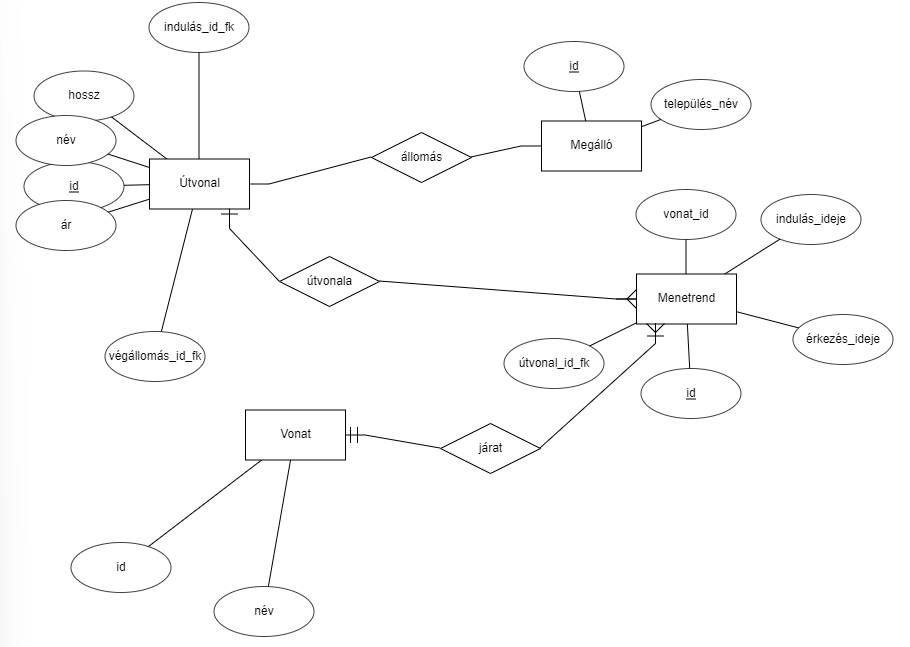 indulás_id_fk
id
hossz
település_név
név
Megálló
állomás
Útvonal
id
ár
vonat_id
indulás_ideje
útvonala
Menetrend
érkezés_ideje
végállomás_id_fk
útvonal_id_fk
id
Vonat
járat
id
név